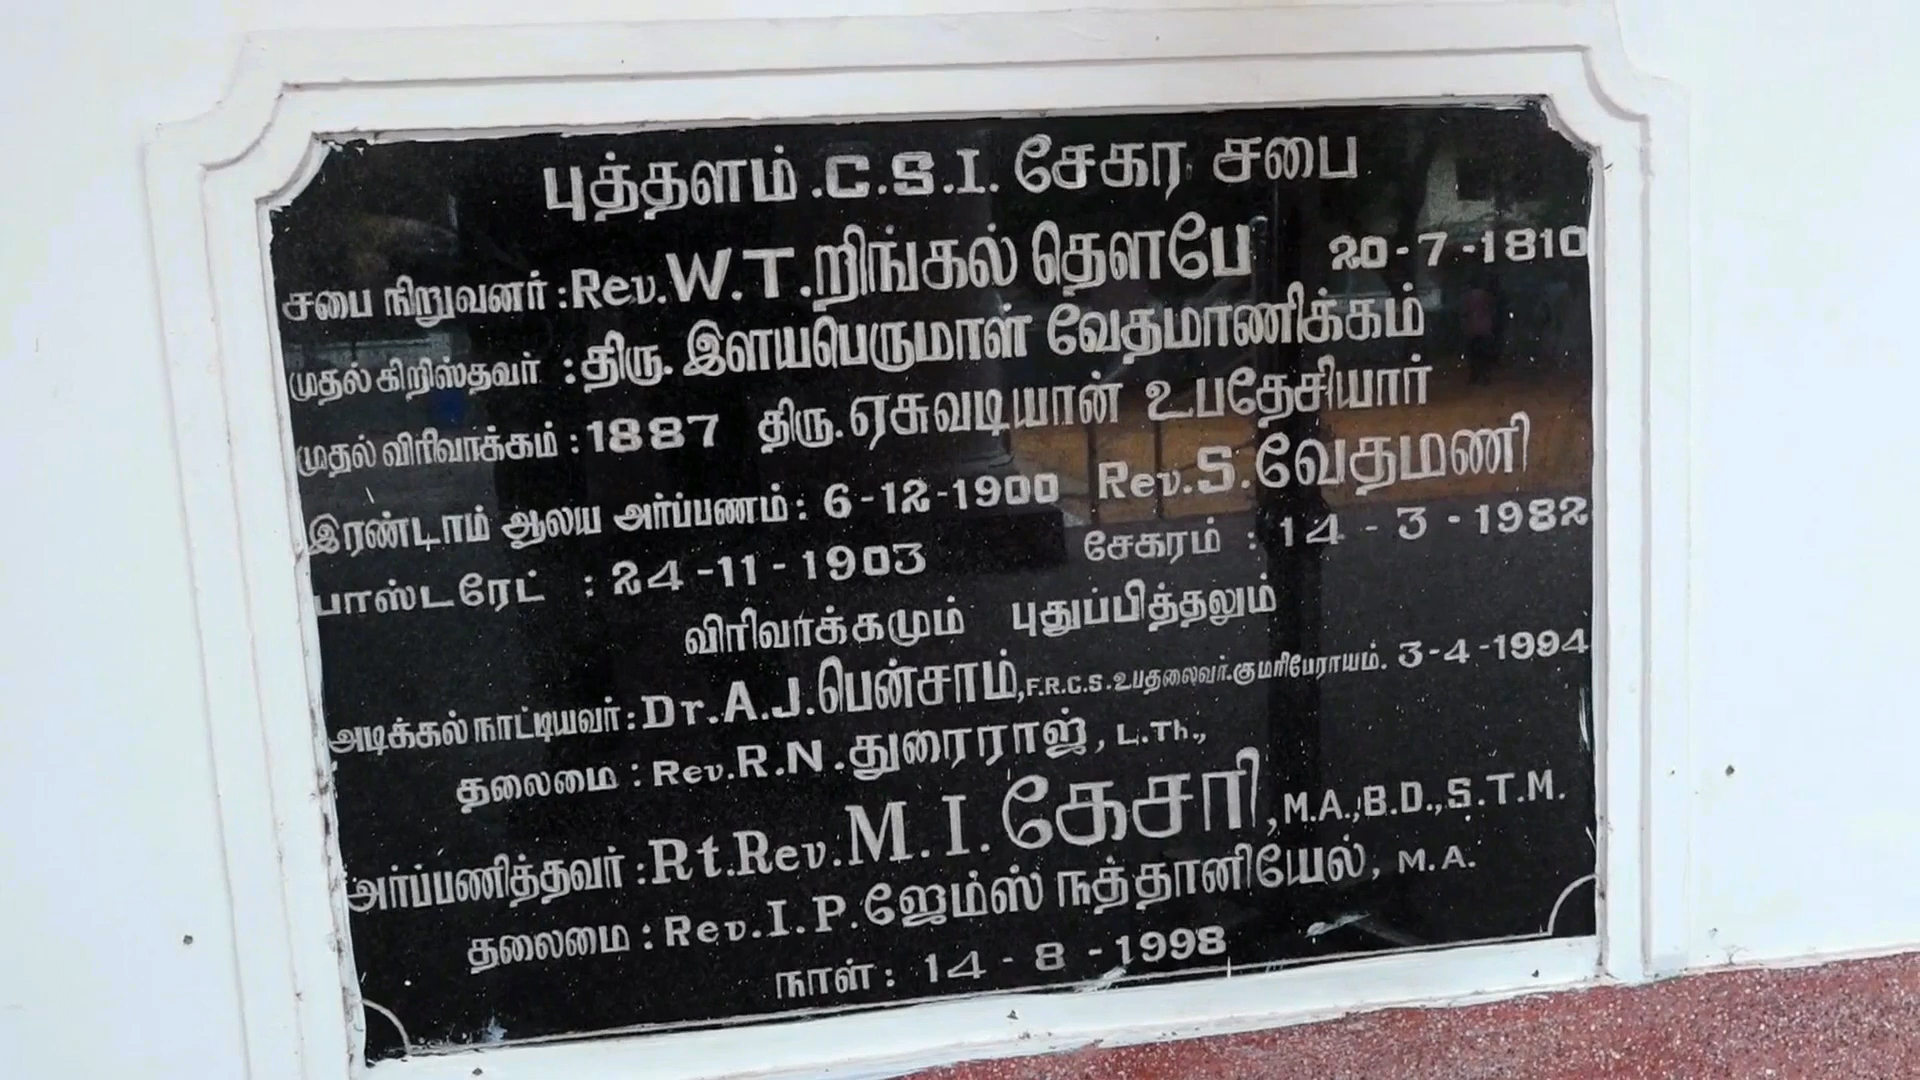 புத்தளம் .C.S.I. சேகர சபை
சபை நிறுவனர் : Rev. W.T. றிங்கல் தௌபே 20-7-1810
முதல் கிறிஸ்தவர் : திரு. இளயபெருமாள் வேதமாணிக்கம்
முதல் விரிவாக்கம் : 1887 திரு. ஏசுவடியான் உபதேசியார்
இரண்டாம் ஆலய அர்ப்பணம் : 6-12-1900 Rev. S. வேதமணி
பாஸ்டரேட் : 24-11-1903 சேகரம் : 14-3-1982
விரிவாக்கமும் புதுப்பித்தலும்
அடிக்கல் நாட்டியவர் : Dr. A.J. பென்சாம், F.R.C.S. உபதலைவர். குமரிபேராயம். 3-4-1994
தலைமை : Rev. R.N. துரைராஜ், L.Th.,
அர்ப்பணித்தவர் : Rt. Rev. M.I. கேசரி, M.A., B.D., S.T.M.
தலைமை : Rev. I.P. ஜேம்ஸ் நத்தானியேல், M.A.
நாள் : 14-8-1998